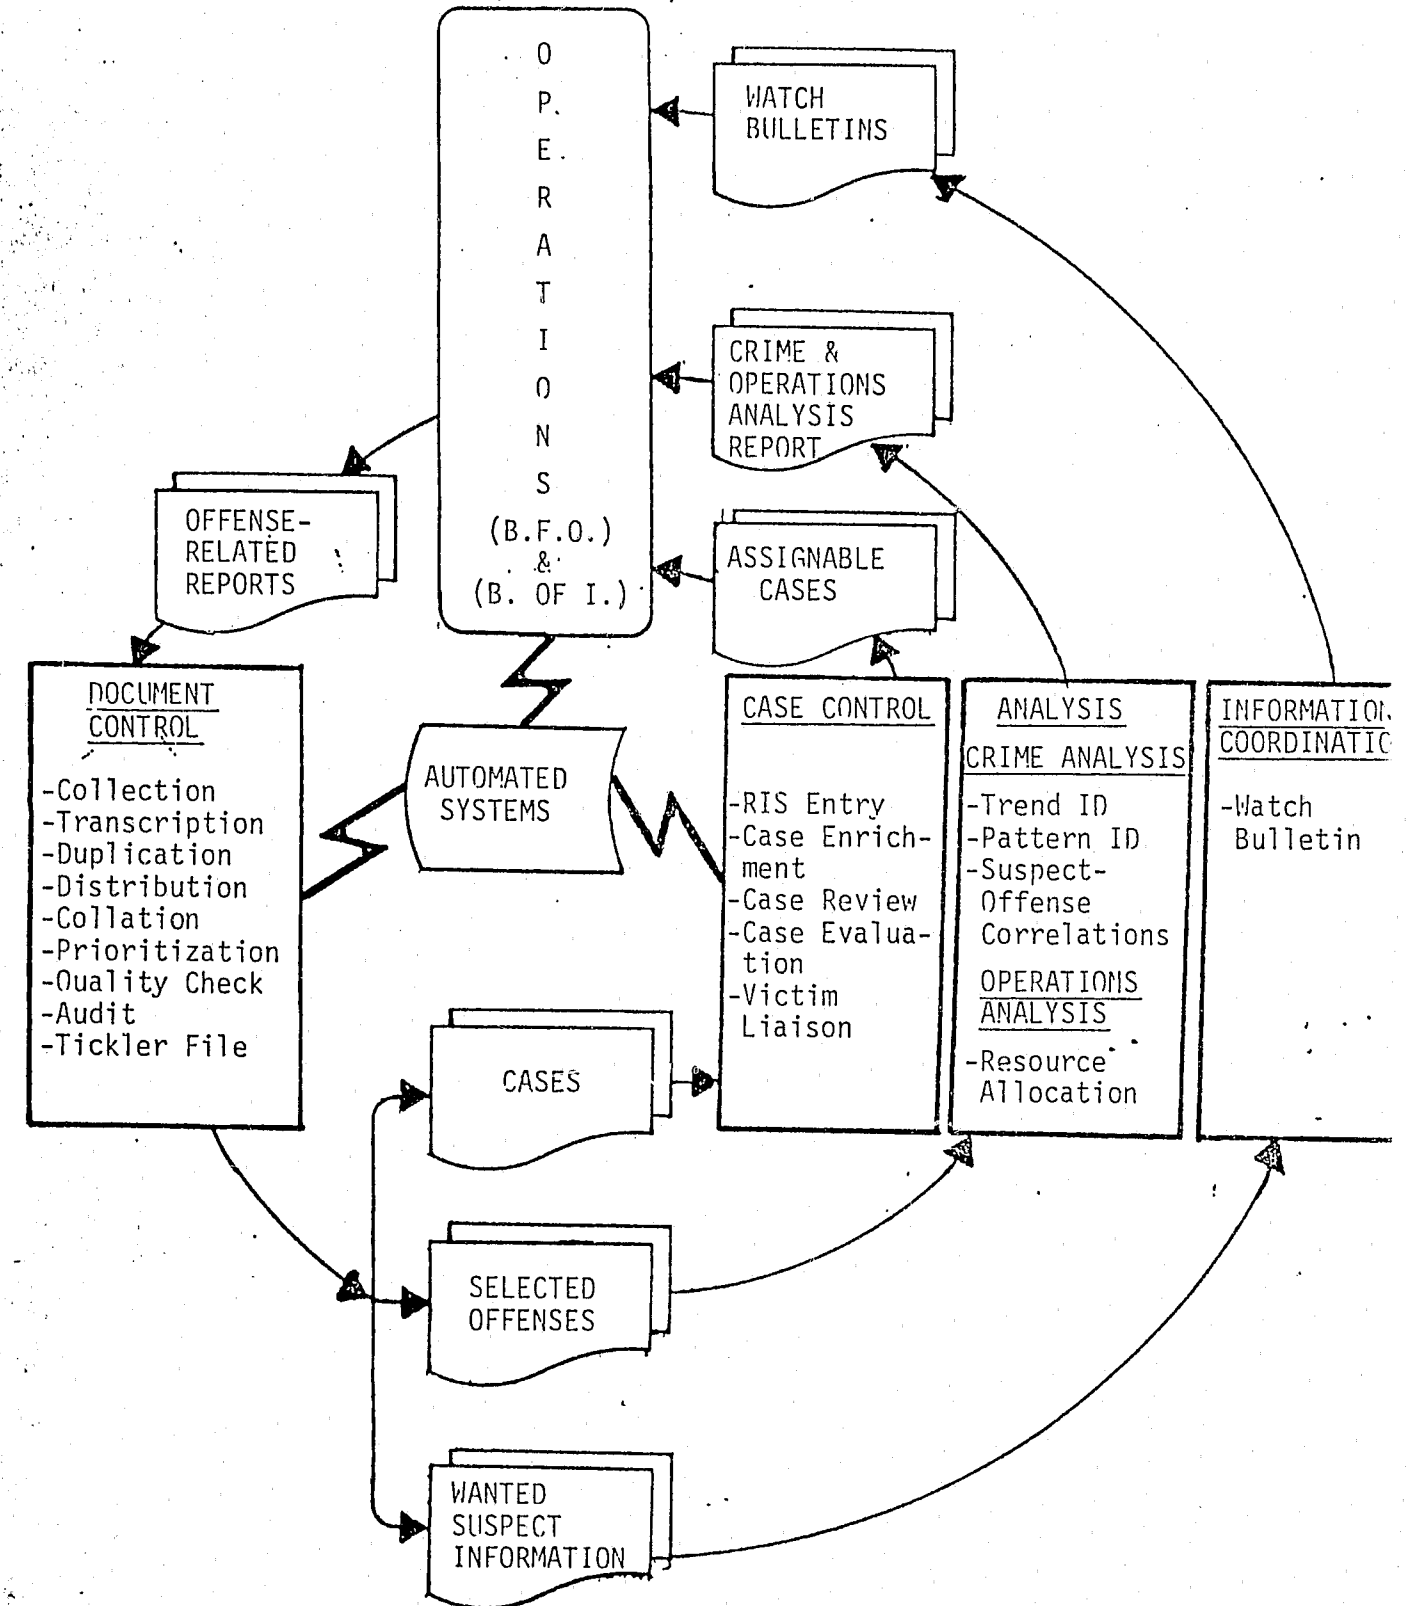 OPERATIONS
(B.F.O.)
&
(B. OF I.)
WATCH
BULLETINS
CRIME &
OPERATIONS
ANALYSIS
REPORT
ASSIGNABLE
CASES
OFFENSE-
RELATED
REPORTS
DOCUMENT
CONTROL
-Collection
-Transcription
-Duplication
-Distribution
-Collation
-Prioritization
-Quality Check
-Audit
-Tickler File
AUTOMATED
SYSTEMS
CASE CONTROL
-RIS Entry
-Case Enrich-
ment
-Case Review
-Case Evalua-
tion
-Victim
Liaison
ANALYSIS
CRIME ANALYSIS
-Trend ID
-Pattern ID
-Suspect-
Offense
Correlations
OPERATIONS
ANALYSIS
-Resource
Allocation
INFORMATION
COORDINATIO
-Watch
Bulletin
CASES
SELECTED
OFFENSES
WANTED
SUSPECT
INFORMATION